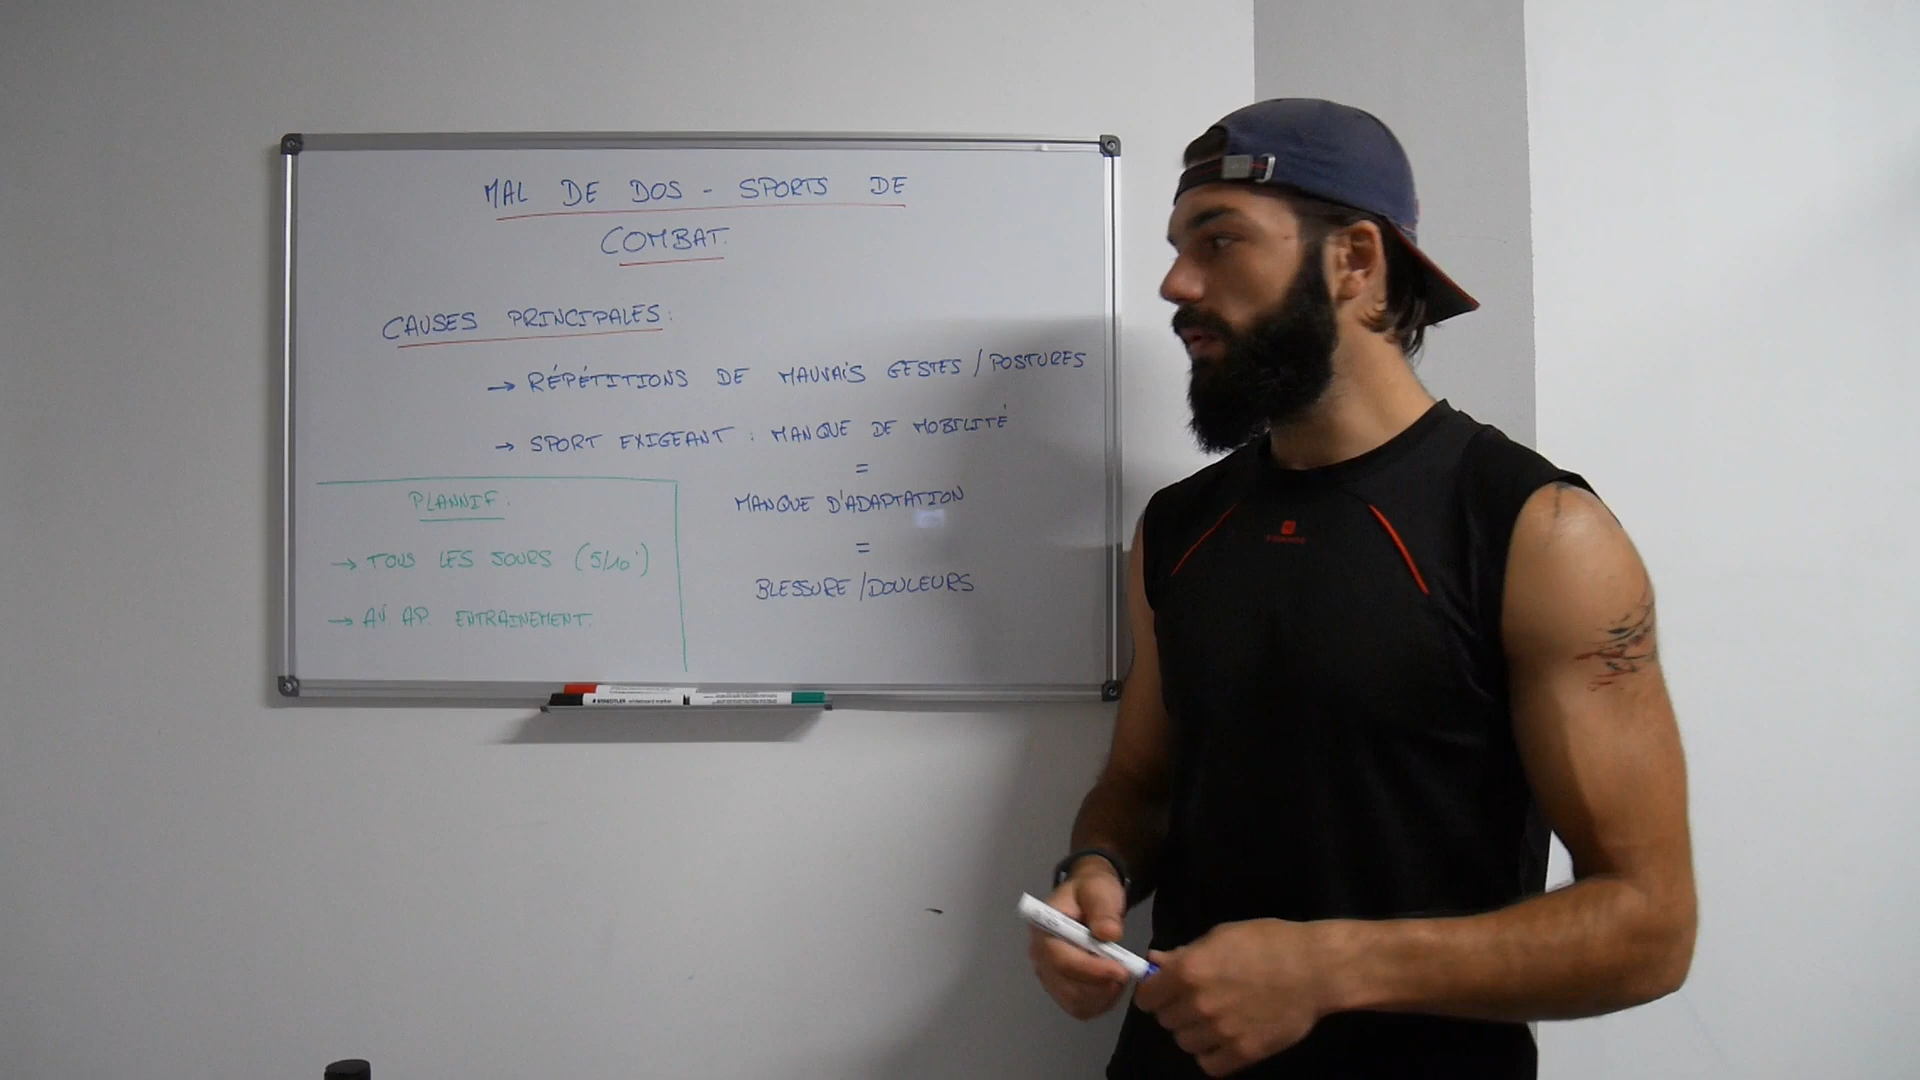 MAL DE DOS - SPORTS DE
COMBAT.
CAUSES PRINCIPALES:
→ RÉPÉTITIONS DE MAUVAIS GESTES / POSTURES
→ SPORT EXIGEANT : MANQUE DE MOBILITÉ
=
MANQUE D'ADAPTATION
=
BLESSURE / DOULEURS
PLANNIF.
→ TOUS LES JOURS (5/10')
→ AV AP. ENTRAINEMENT.
STAEDTLER